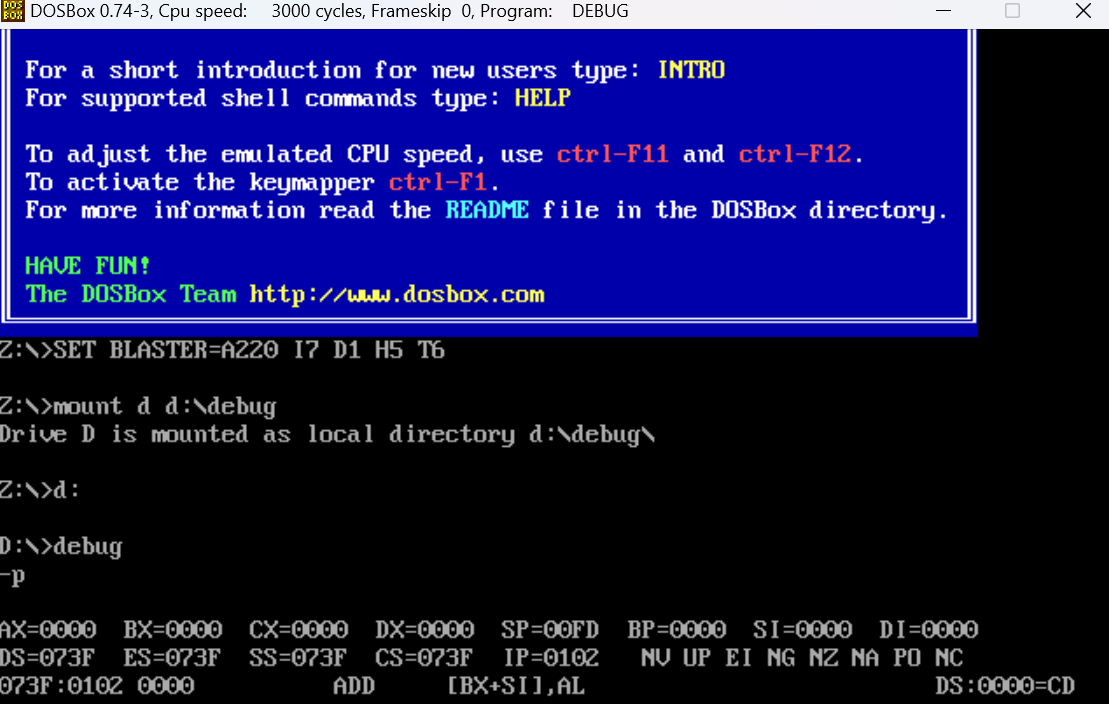 DOSBox 0.74-3, Cpu speed:    3000 cycles, Frameskip  0, Program:    DEBUG
For a short introduction for new users type: INTRO
For supported shell commands type: HELP
To adjust the emulated CPU speed, use ctrl-F11 and ctrl-F12.
To activate the keymapper ctrl-F1.
For more information read the README file in the DOSBox directory.
HAVE FUN!
The DOSBox Team http://www.dosbox.com
Z:\>SET BLASTER=A220 I7 D1 H5 T6
Z:\>mount d d:\debug
Drive D is mounted as local directory d:\debug\
Z:\>d:
D:\>debug
-p
AX=0000  BX=0000  CX=0000  DX=0000  SP=00FD  BP=0000  SI=0000  DI=0000
DS=073F  ES=073F  SS=073F  CS=073F  IP=0102   NV UP EI NG NZ NA PO NC
073F:0102 0000          ADD     [BX+SI],AL                         DS:0000=CD